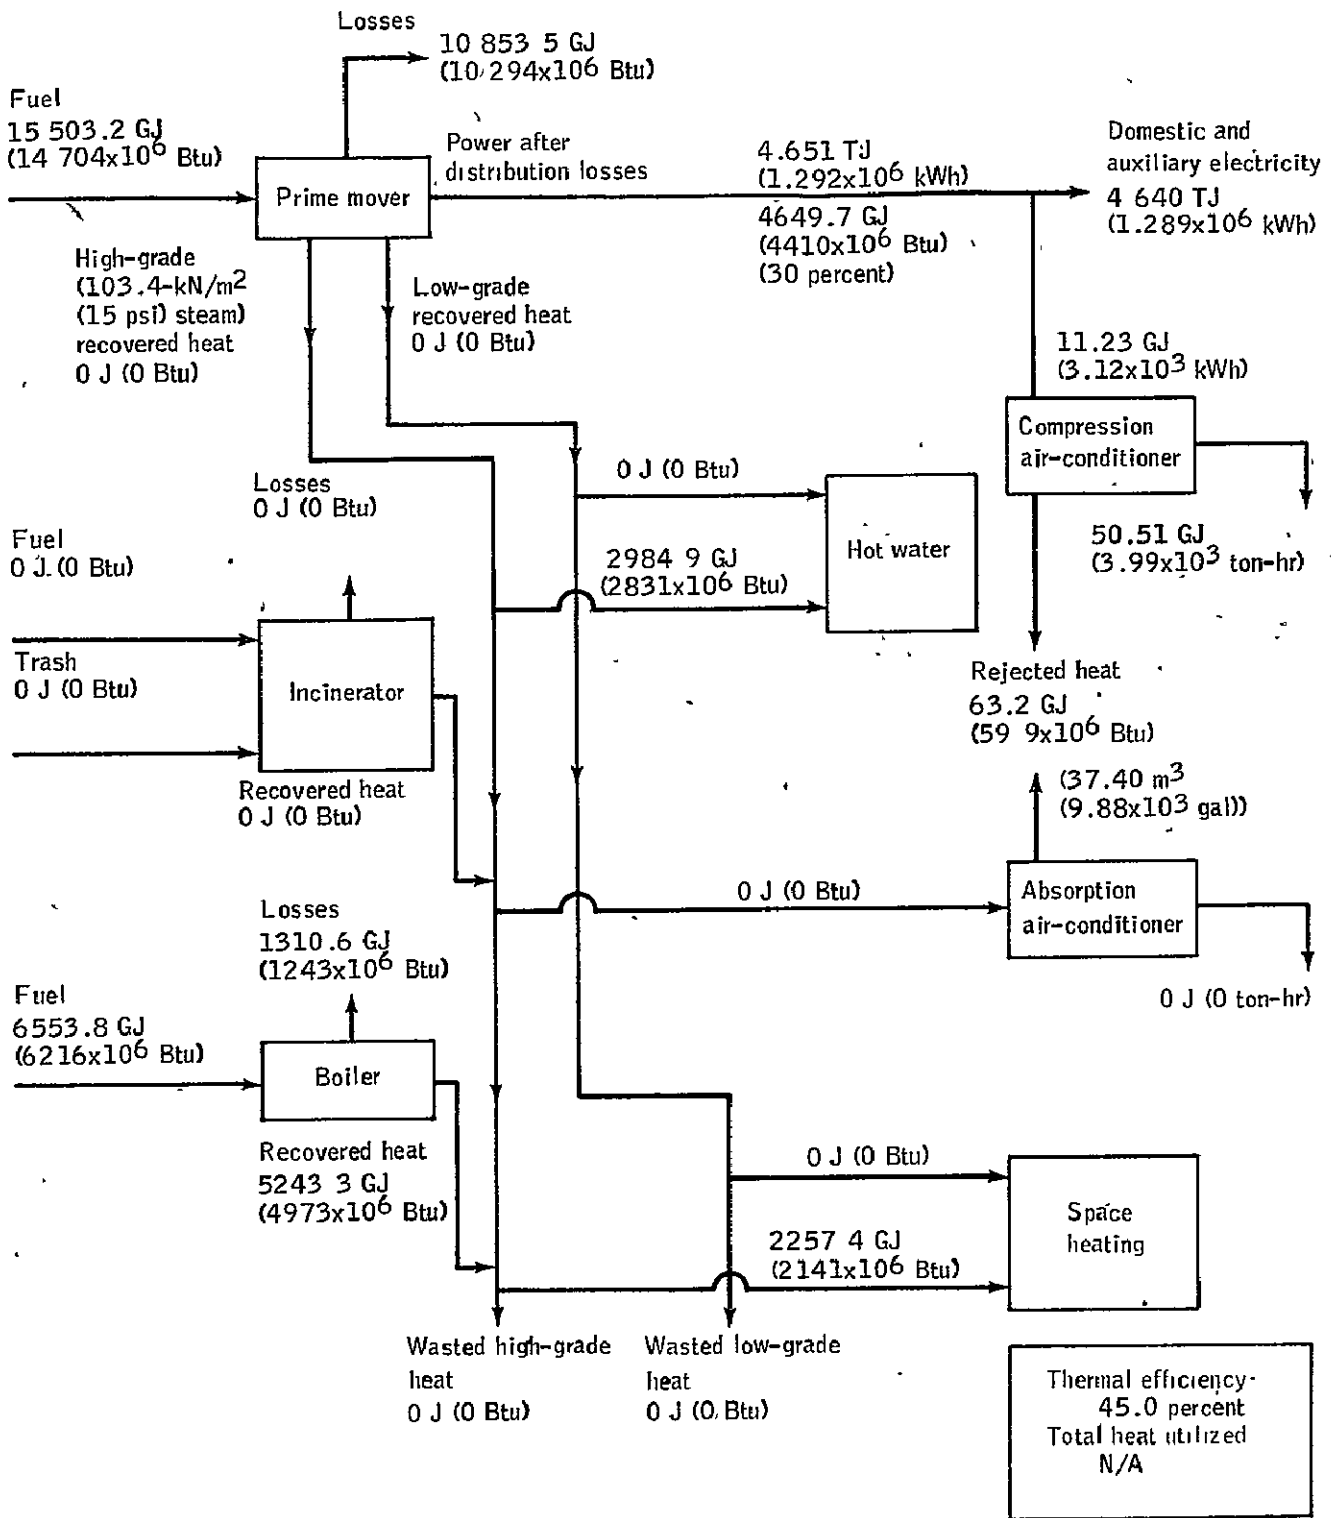 Losses
10 853 5 GJ
(10 294x10⁶ Btu)
Fuel
15 503.2 GJ
(14 704x10⁶ Btu)
Prime mover
Power after
distribution losses
4.651 TJ
(1.292x10⁶ kWh)
4649.7 GJ
(4410x10⁶ Btu)
(30 percent)
Domestic and
auxiliary electricity
4 640 TJ
(1.289x10⁶ kWh)
High-grade
(103.4-kN/m²
(15 psi) steam)
recovered heat
0 J (0 Btu)
Low-grade
recovered heat
0 J (0 Btu)
11.23 GJ
(3.12x10³ kWh)
Compression
air-conditioner
50.51 GJ
(3.99x10³ ton-hr)
Losses
0 J (0 Btu)
0 J (0 Btu)
Hot water
2984 9 GJ
(2831x10⁶ Btu)
Fuel
0 J. (0 Btu)
Trash
0 J (0 Btu)
Incinerator
Recovered heat
0 J (0 Btu)
Rejected heat
63.2 GJ
(59 9x10⁶ Btu)
(37.40 m³
(9.88x10³ gal))
0 J (0 Btu)
Absorption
air-conditioner
0 J (0 ton-hr)
Losses
1310.6 GJ
(1243x10⁶ Btu)
Fuel
6553.8 GJ
(6216x10⁶ Btu)
Boiler
Recovered heat
5243 3 GJ
(4973x10⁶ Btu)
0 J (0 Btu)
2257 4 GJ
(2141x10⁶ Btu)
Space
heating
Wasted high-grade
heat
0 J (0 Btu)
Wasted low-grade
heat
0 J (0 Btu)
Thermal efficiency-
45.0 percent
Total heat utilized
N/A